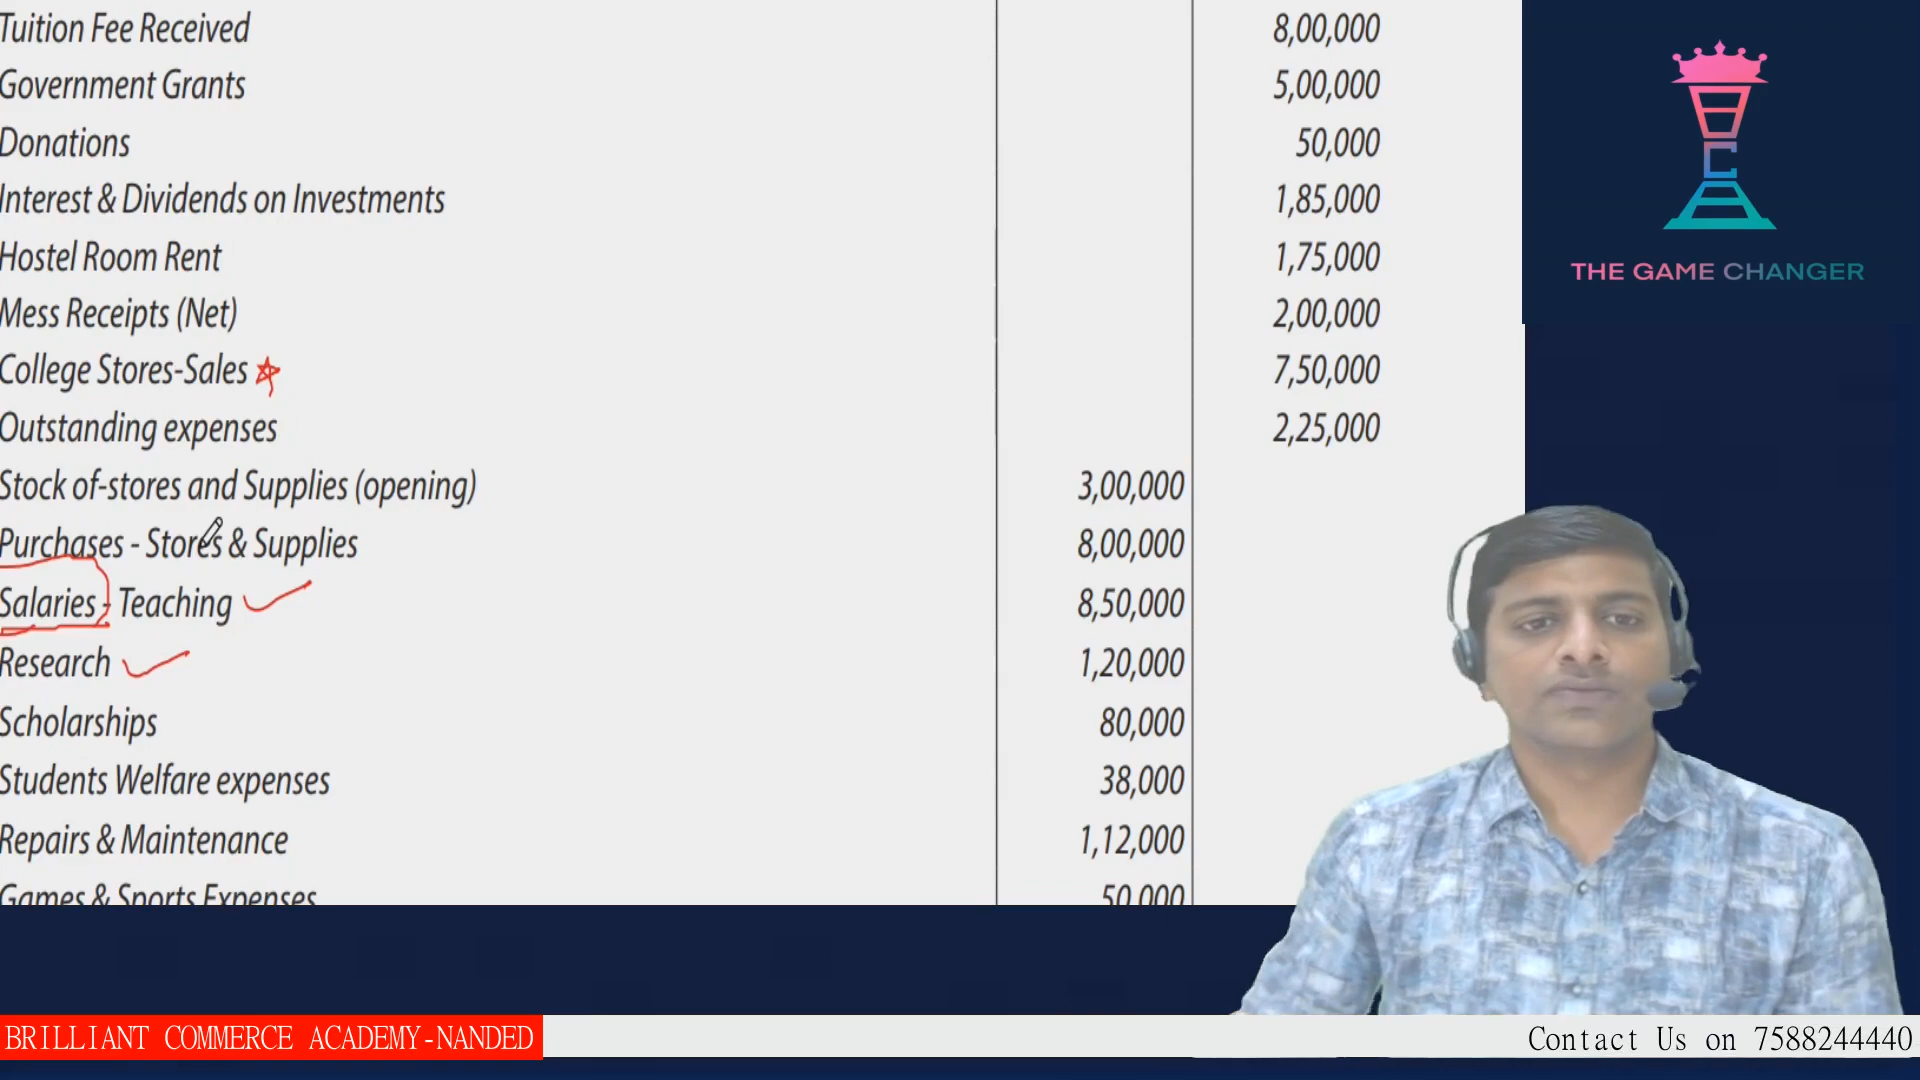 Tuition Fee Received 8,00,000
Government Grants 5,00,000
Donations 50,000
Interest & Dividends on Investments 1,85,000
Hostel Room Rent 1,75,000
Mess Receipts (Net) 2,00,000
College Stores-Sales 7,50,000
Outstanding expenses 2,25,000
Stock of-stores and Supplies (opening) 3,00,000
Purchases - Stores & Supplies 8,00,000
Salaries - Teaching 8,50,000
Research 1,20,000
Scholarships 80,000
Students Welfare expenses 38,000
Repairs & Maintenance 1,12,000
Games & Sports Expenses 50,000
THE GAME CHANGER
BRILLIANT COMMERCE ACADEMY-NANDED
Contact Us on 7588244440